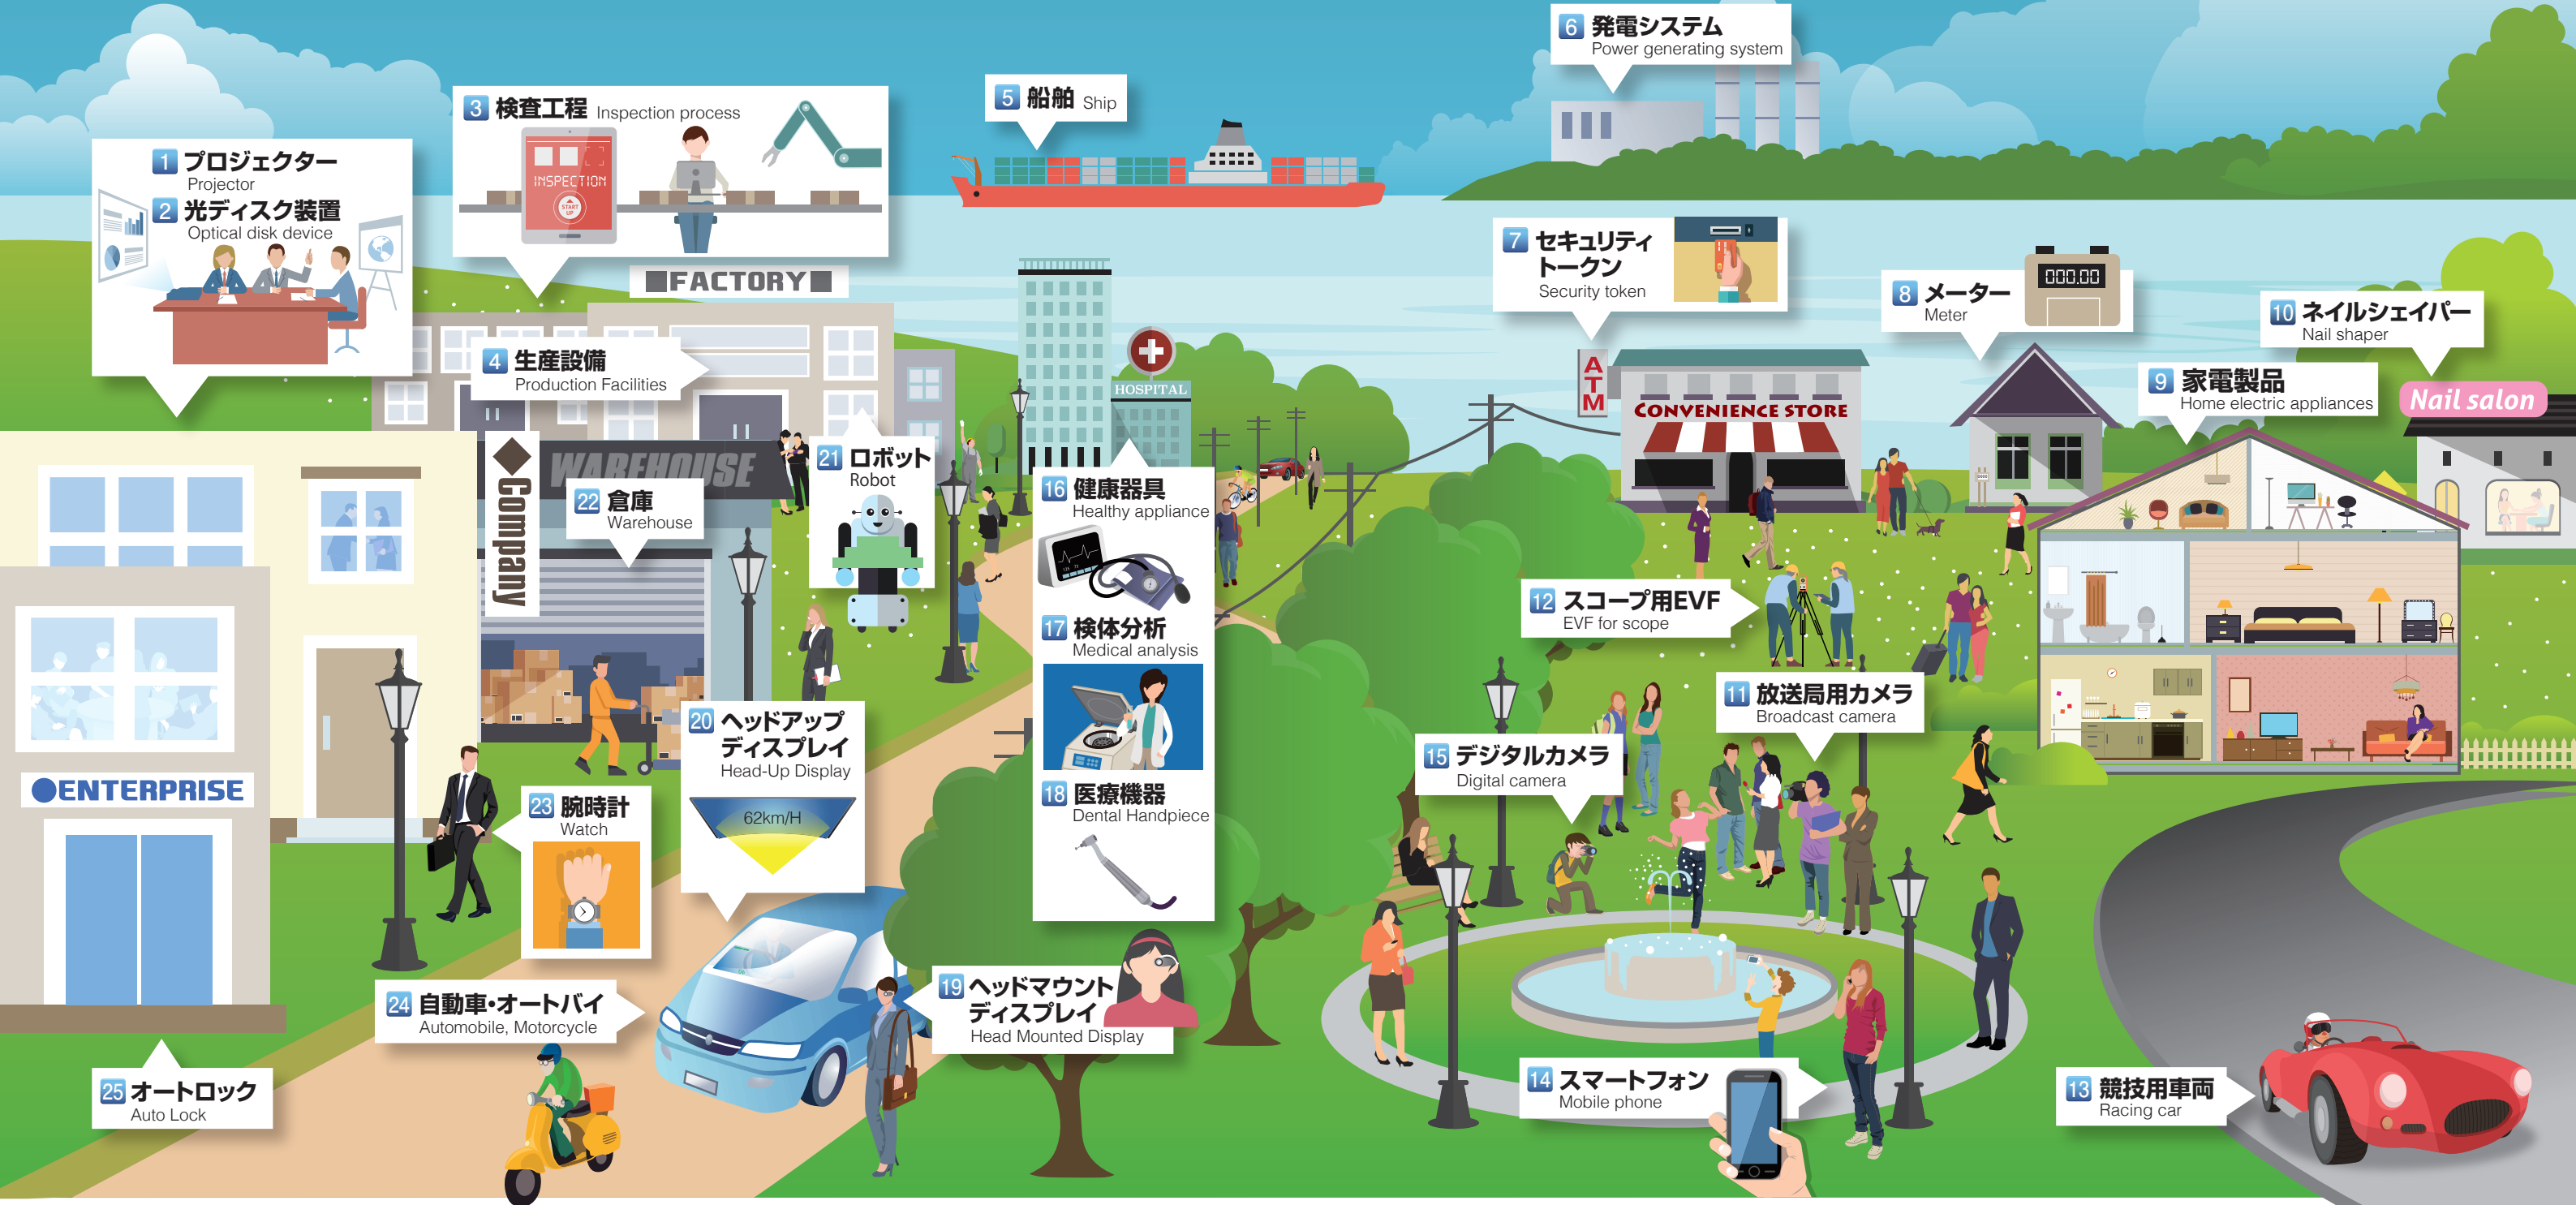 1 プロジェクター
Projector
2 光ディスク装置
Optical disk device
3 検査工程 Inspection process
INSPECTION
START
UP
FACTORY
4 生産設備
Production Facilities
5 船舶 Ship
6 発電システム
Power generating system
7 セキュリティ
トークン
Security token
8 メーター
Meter
000.00
9 家電製品
Home electric appliances
10 ネイルシェイパー
Nail shaper
Nail salon
ATM
CONVENIENCE STORE
HOSPITAL
11 放送局用カメラ
Broadcast camera
12 スコープ用EVF
EVF for scope
13 競技用車両
Racing car
14 スマートフォン
Mobile phone
15 デジタルカメラ
Digital camera
16 健康器具
Healthy appliance
17 検体分析
Medical analysis
18 医療機器
Dental Handpiece
19 ヘッドマウント
ディスプレイ
Head Mounted Display
20 ヘッドアップ
ディスプレイ
Head-Up Display
62km/H
21 ロボット
Robot
WAREHOUSE
22 倉庫
Warehouse
Company
23 腕時計
Watch
24 自動車・オートバイ
Automobile, Motorcycle
ENTERPRISE
25 オートロック
Auto Lock